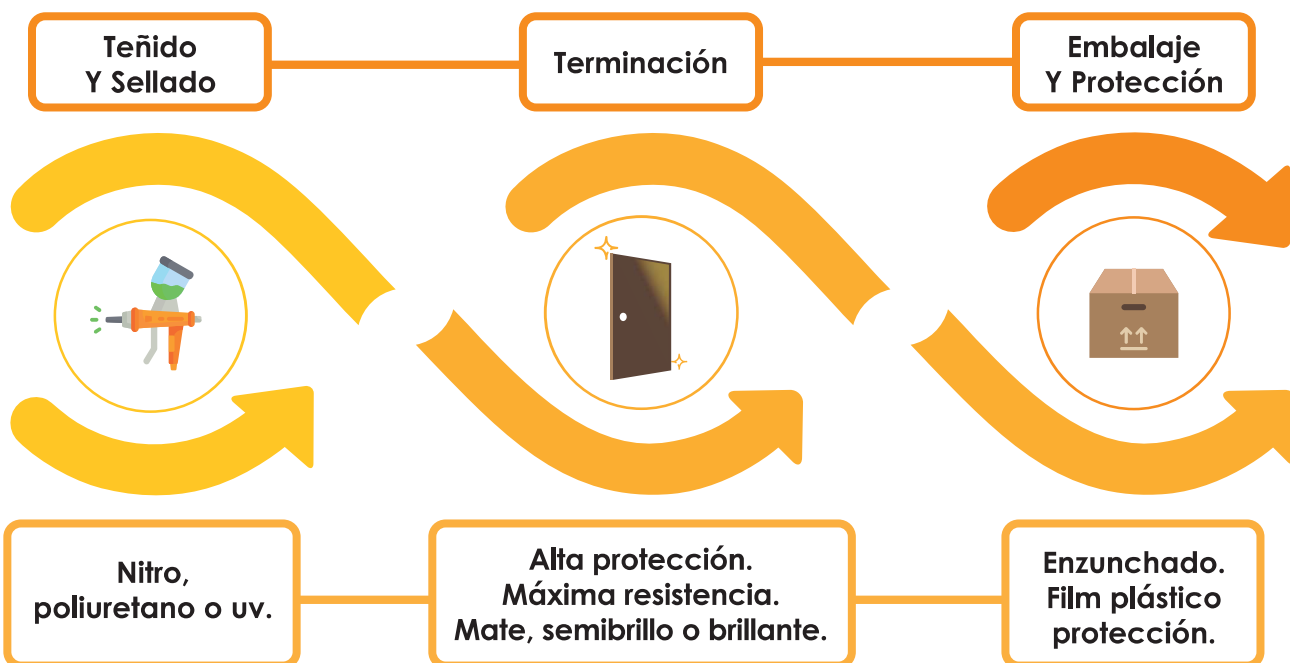 Teñido
Y Sellado
Terminación
Embalaje
Y Protección
Nitro,
poliuretano o uv.
Alta protección.
Máxima resistencia.
Mate, semibrillo o brillante.
Enzunchado.
Film plástico
protección.